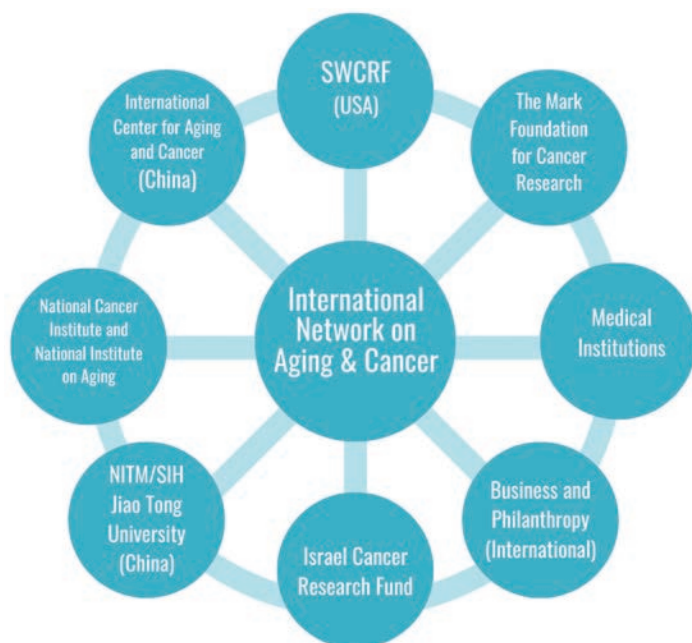 SWCRF
(USA)
The Mark
Foundation
for Cancer
Research
Medical
Institutions
Business and
Philanthropy
(International)
Israel Cancer
Research Fund
NITM/SIH
Jiao Tong
University
(China)
National Cancer
Institute and
National Institute
on Aging
International
Center for Aging
and Cancer
(China)
International
Network on
Aging & Cancer